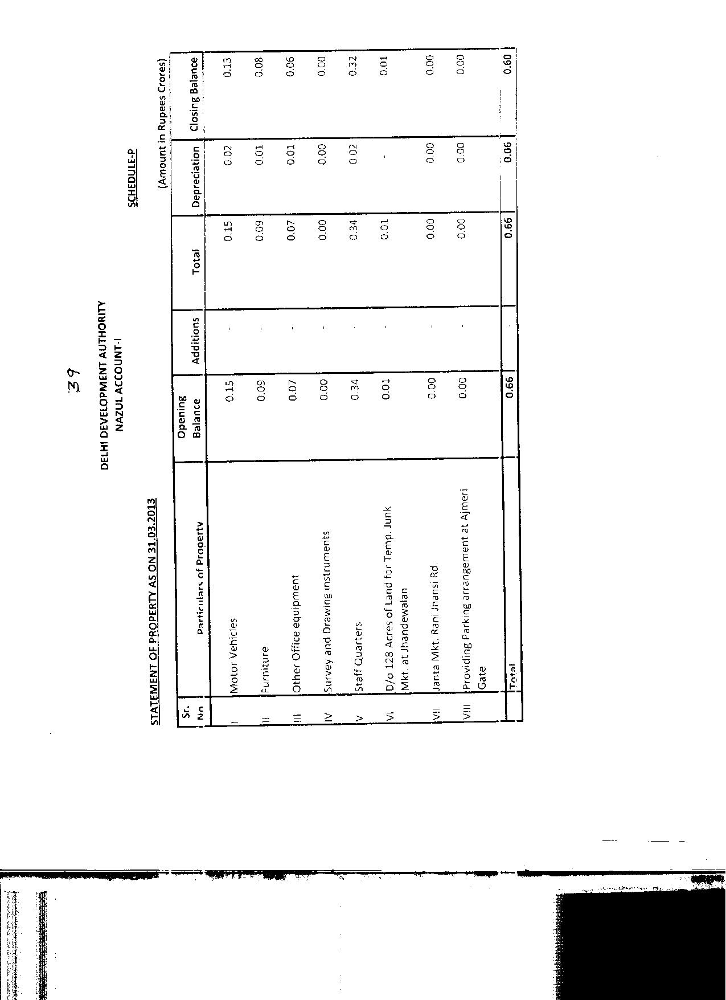 39
DELHI DEVELOPMENT AUTHORITY
NAZUL ACCOUNT-I
SCHEDULE-P
STATEMENT OF PROPERTY AS ON 31.03.2013
(Amount in Rupees Crores)
Sr. No Particulars of Property Opening Balance Additions Total Depreciation Closing Balance
I Motor Vehicles 0.15 - 0.15 0.02 0.13
II Furniture 0.09 - 0.09 0.01 0.08
III Other Office equipment 0.07 - 0.07 0.01 0.06
IV Survey and Drawing instruments 0.00 - 0.00 0.00 0.00
V Staff Quarters 0.34 - 0.34 0.02 0.32
VI D/o 128 Acres of Land for Temp. Junk 0.01 - 0.01 - 0.01
Mkt. at Jhandewalan
VII Janta Mkt. Rani Jhansi Rd. 0.00 - 0.00 0.00 0.00
VIII Providing Parking arrangement at Ajmeri 0.00 - 0.00 0.00 0.00
Gate
Total 0.66 - 0.66 0.06 0.60